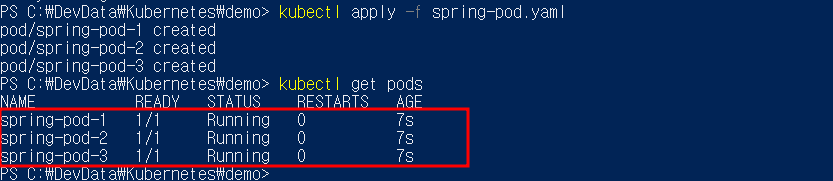 PS C:₩DevData₩Kubernetes₩demo> kubectl apply -f spring-pod.yaml
pod/spring-pod-1 created
pod/spring-pod-2 created
pod/spring-pod-3 created
PS C:₩DevData₩Kubernetes₩demo> kubectl get pods
NAME READY STATUS RESTARTS AGE
spring-pod-1 1/1 Running 0 7s
spring-pod-2 1/1 Running 0 7s
spring-pod-3 1/1 Running 0 7s
PS C:₩DevData₩Kubernetes₩demo>